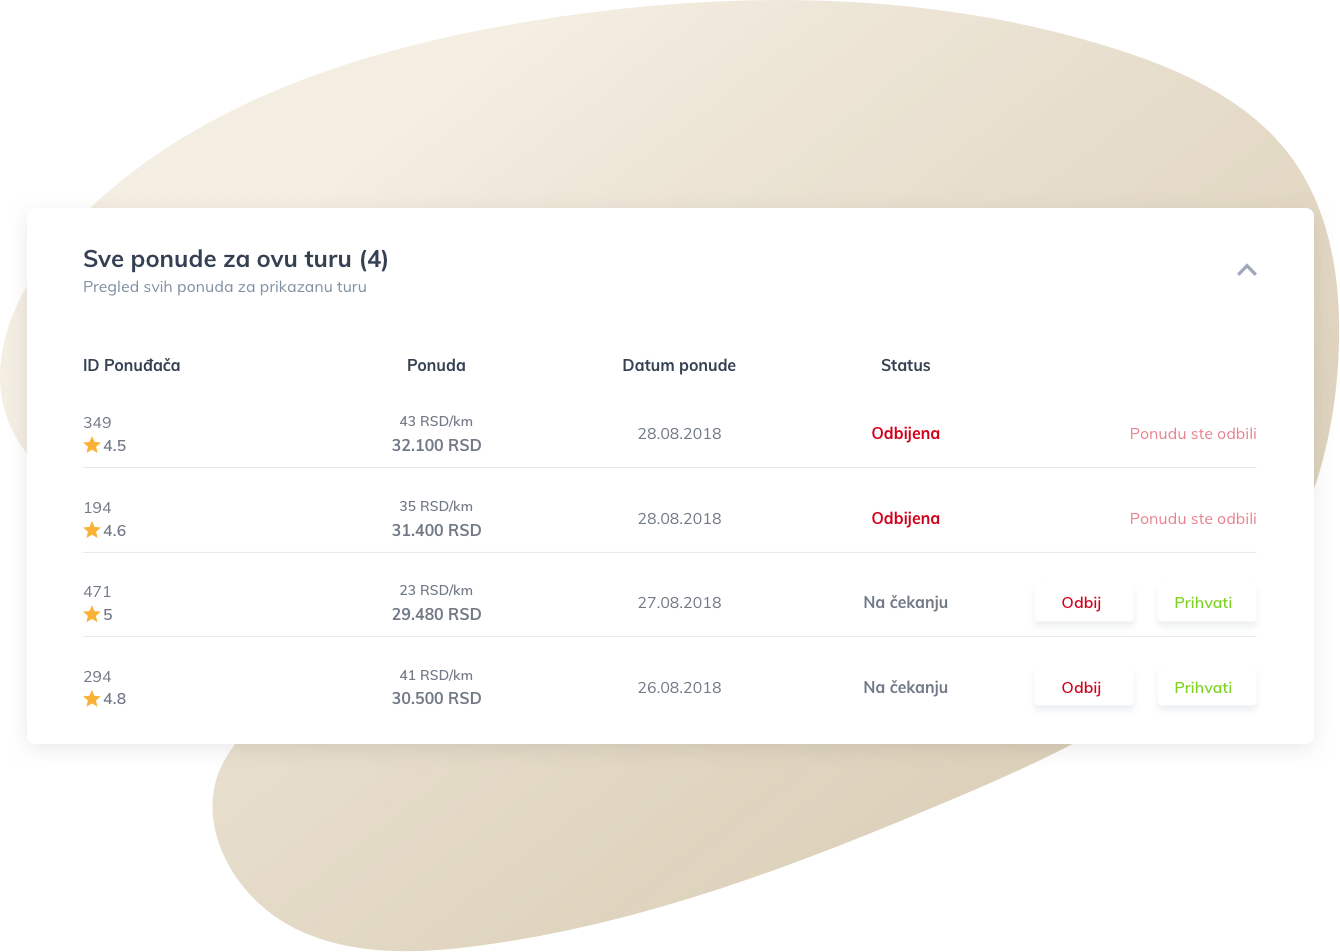 Sve ponude za ovu turu (4)
Pregled svih ponuda za prikazanu turu
ID Ponuđača Ponuda Datum ponude Status
349
4.5
43 RSD/km
32.100 RSD
28.08.2018
Odbijena
Ponudu ste odbili
194
4.6
35 RSD/km
31.400 RSD
28.08.2018
Odbijena
Ponudu ste odbili
471
5
23 RSD/km
29.480 RSD
27.08.2018
Na čekanju
Odbij
Prihvati
294
4.8
41 RSD/km
30.500 RSD
26.08.2018
Na čekanju
Odbij
Prihvati